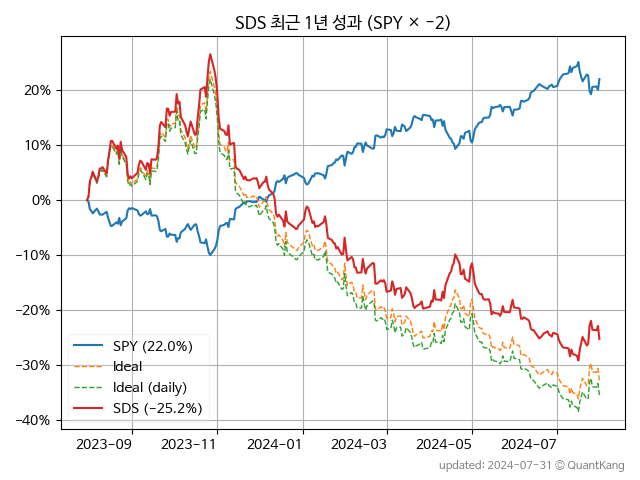 SDS 최근 1년 성과 (SPY × −2)
20%
10%
0%
−10%
−20%
−30%
−40%
SPY (22.0%)
Ideal
Ideal (daily)
SDS (−25.2%)
2023−09
2023−11
2024−01
2024−03
2024−05
2024−07
updated: 2024-07-31 © QuantKang